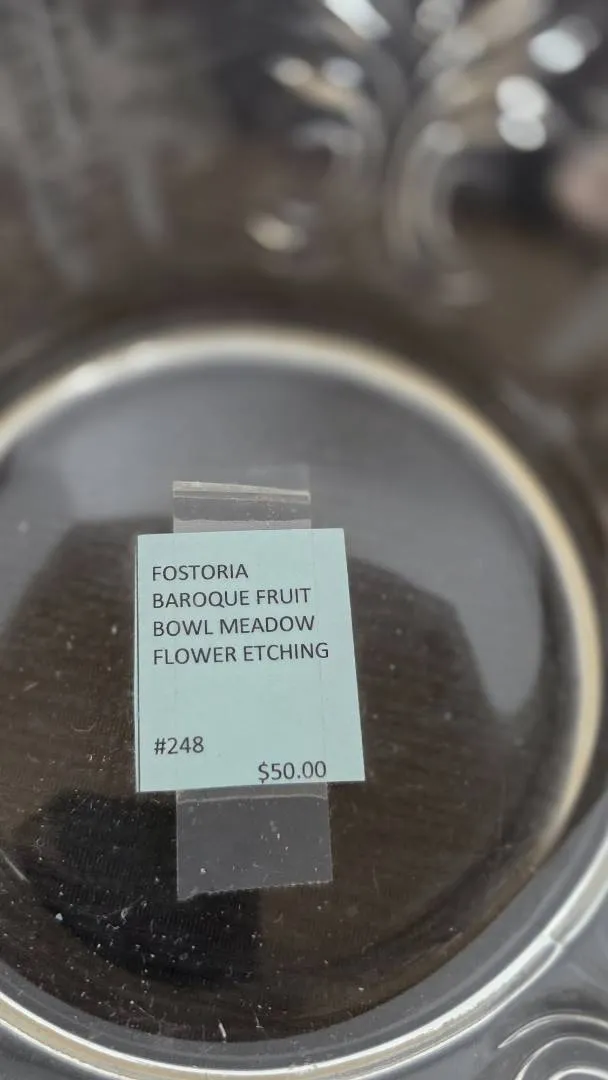 FOSTORIA
BAROQUE FRUIT
BOWL MEADOW
FLOWER ETCHING
#248
$50.00